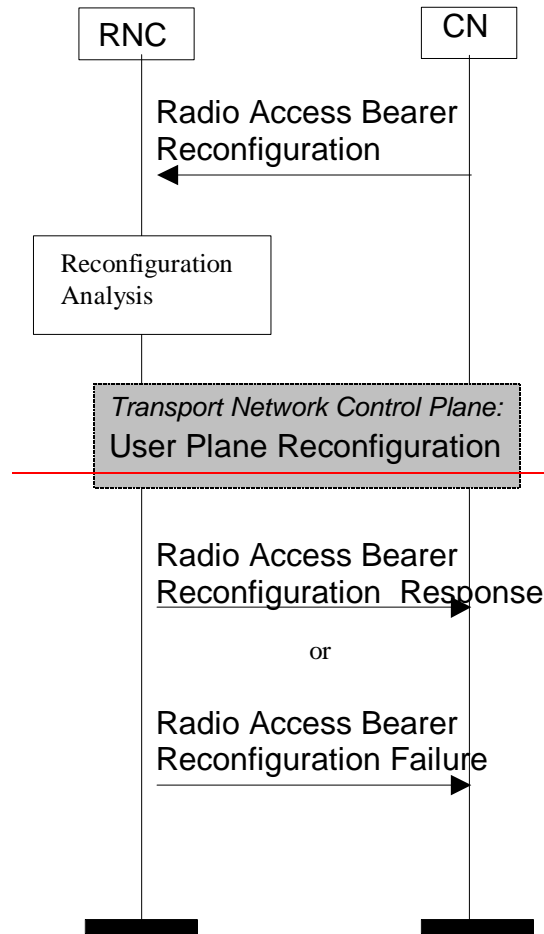 RNC
CN
Radio Access Bearer
Reconfiguration
Reconfiguration
Analysis
Transport Network Control Plane:
User Plane Reconfiguration
Radio Access Bearer
Reconfiguration Response
or
Radio Access Bearer
Reconfiguration Failure